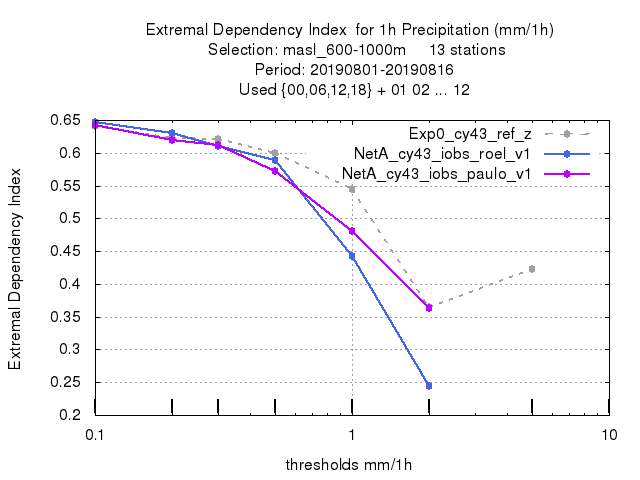 Extremal Dependency Index  for 1h Precipitation (mm/1h)
Selection: masl_600-1000m     13 stations
Period: 20190801-20190816
Used {00,06,12,18} + 01 02 ... 12
Exp0_cy43_ref_z
NetA_cy43_iobs_roel_v1
NetA_cy43_iobs_paulo_v1
Extremal Dependency Index
0.65
0.6
0.55
0.5
0.45
0.4
0.35
0.3
0.25
0.2
0.1 1 10
thresholds mm/1h